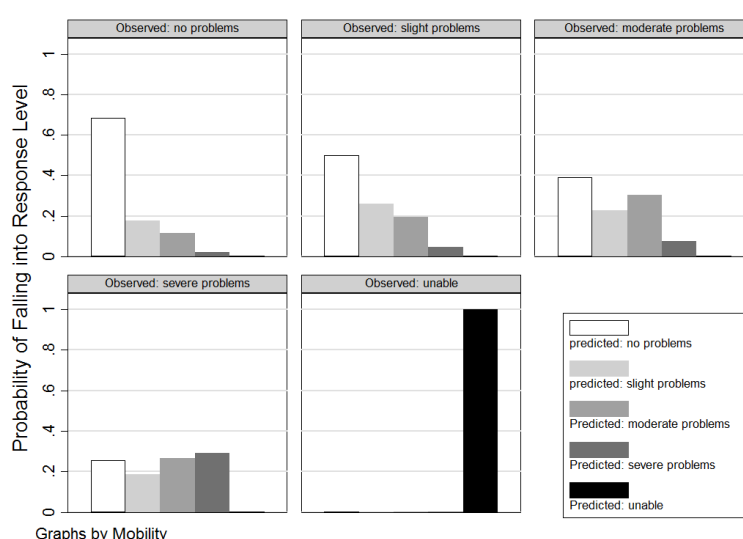 Observed: no problems
Observed: slight problems
Observed: moderate problems
Probability of Falling into Response Level
1
.8
.6
.4
.2
0
Observed: severe problems
Observed: unable
1
.8
.6
.4
.2
0
predicted: no problems
predicted: slight problems
Predicted: moderate problems
Predicted: severe problems
Predicted: unable
Graphs by Mobility